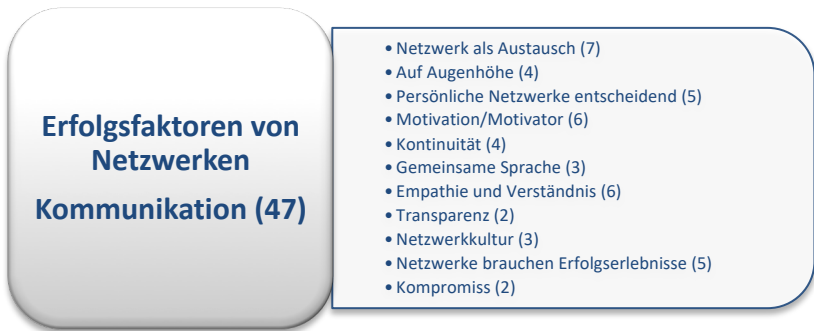 Erfolgsfaktoren von
Netzwerken
Kommunikation (47)
• Netzwerk als Austausch (7)
• Auf Augenhöhe (4)
• Persönliche Netzwerke entscheidend (5)
• Motivation/Motivator (6)
• Kontinuität (4)
• Gemeinsame Sprache (3)
• Empathie und Verständnis (6)
• Transparenz (2)
• Netzwerkkultur (3)
• Netzwerke brauchen Erfolgserlebnisse (5)
• Kompromiss (2)